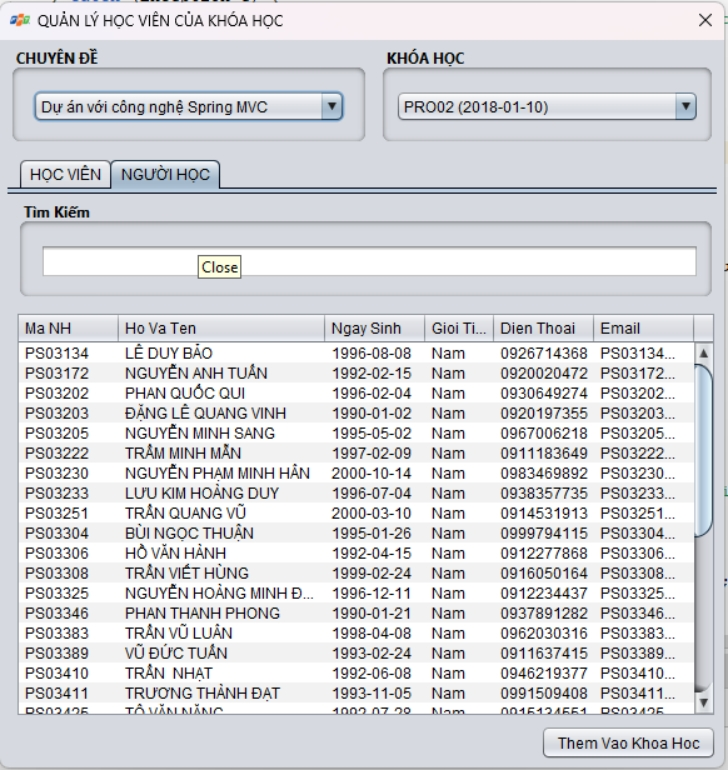 QUẢN LÝ HỌC VIÊN CỦA KHÓA HỌC
CHUYÊN ĐỀ KHÓA HỌC
Dự án với công nghệ Spring MVC PRO02 (2018-01-10)
HỌC VIÊN NGƯỜI HỌC
Tìm Kiếm
Close
Ma NH Ho Va Ten Ngay Sinh Gioi Ti... Dien Thoai Email
PS03134 LÊ DUY BẢO 1996-08-08 Nam 0926714368 PS03134...
PS03172 NGUYỄN ANH TUẤN 1992-02-15 Nam 0920020472 PS03172...
PS03202 PHAN QUỐC QUI 1996-02-04 Nam 0930649274 PS03202...
PS03203 ĐẶNG LÊ QUANG VINH 1990-01-02 Nam 0920197355 PS03203...
PS03205 NGUYỄN MINH SANG 1995-05-02 Nam 0967006218 PS03205...
PS03222 TRẦM MINH MẪN 1997-02-09 Nam 0911183649 PS03222...
PS03230 NGUYỄN PHẠM MINH HÂN 2000-10-14 Nam 0983469892 PS03230...
PS03233 LƯU KIM HOÀNG DUY 1996-07-04 Nam 0938357735 PS03233...
PS03251 TRẦN QUANG VŨ 2000-03-10 Nam 0914531913 PS03251...
PS03304 BÙI NGỌC THUẬN 1995-01-26 Nam 0999794115 PS03304...
PS03306 HỒ VĂN HÀNH 1992-04-15 Nam 0912277868 PS03306...
PS03308 TRẦN VIẾT HÙNG 1999-02-24 Nam 0916050164 PS03308...
PS03325 NGUYỄN HOÀNG MINH Đ... 1996-12-11 Nam 0912234437 PS03325...
PS03346 PHAN THANH PHONG 1990-01-21 Nam 0937891282 PS03346...
PS03383 TRẦN VŨ LUÂN 1998-04-08 Nam 0962030316 PS03383...
PS03389 VŨ ĐỨC TUẤN 1993-02-24 Nam 0911637415 PS03389...
PS03410 TRẦN NHẠT 1992-06-08 Nam 0946219377 PS03410...
PS03411 TRƯƠNG THÀNH ĐẠT 1993-11-05 Nam 0991509408 PS03411...
PS03425 TÔ VĂN NĂNG 1992-07-28 Nam 0915134551 PS03425
Them Vao Khoa Hoc